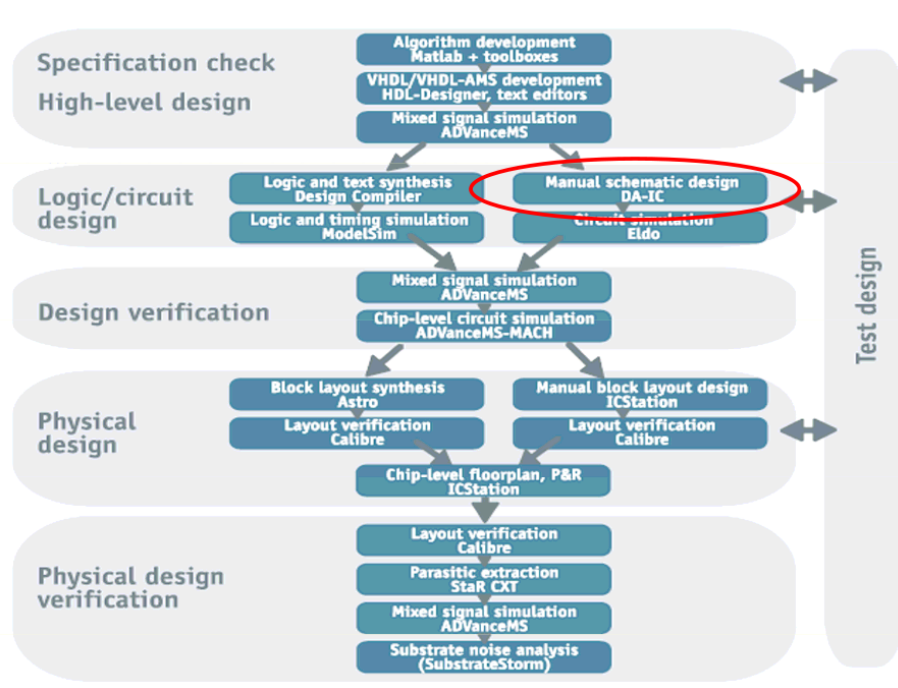 Specification check
High-level design
Algorithm development
Matlab + toolboxes
VHDL/VHDL-AMS development
HDL-Designer, text editors
Mixed signal simulation
ADVanceMS
Logic/circuit
design
Logic and text synthesis
Design Compiler
Logic and timing simulation
ModelSim
Manual schematic design
DA-IC
Circuit simulation
Eldo
Design verification
Mixed signal simulation
ADVanceMS
Chip-level circuit simulation
ADVanceMS-MACH
Physical
design
Block layout synthesis
Astro
Layout verification
Calibre
Manual block layout design
ICStation
Layout verification
Calibre
Chip-level floorplan, P&R
ICStation
Physical design
verification
Layout verification
Calibre
Parasitic extraction
StaR CXT
Mixed signal simulation
ADVanceMS
Substrate noise analysis
(SubstrateStorm)
Test design